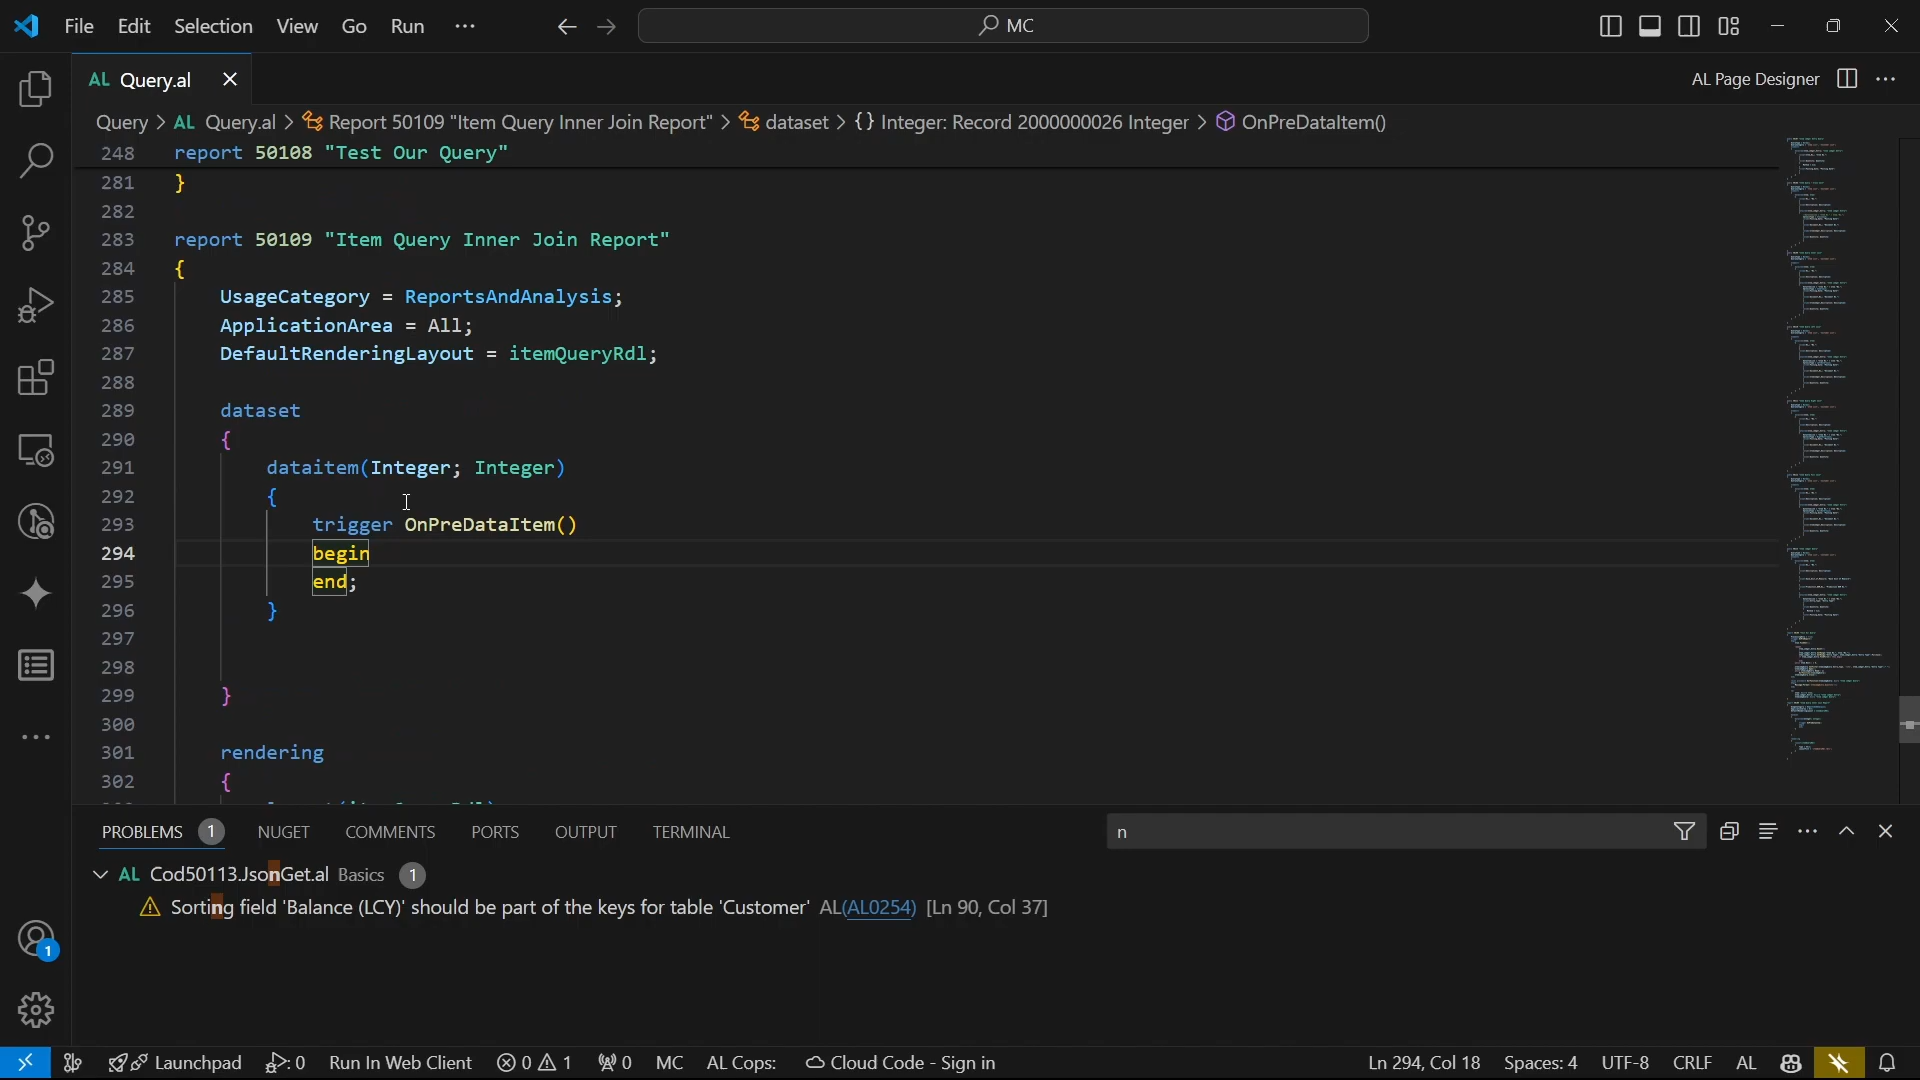 File Edit Selection View Go Run ··· MC
AL Query.al AL Page Designer
Query > AL Query.al > Report 50109 "Item Query Inner Join Report" > dataset > {} Integer: Record 2000000026 Integer > OnPreDataItem()
248 report 50108 "Test Our Query"
281 }
282
283 report 50109 "Item Query Inner Join Report"
284 {
285 UsageCategory = ReportsAndAnalysis;
286 ApplicationArea = All;
287 DefaultRenderingLayout = itemQueryRdl;
288
289 dataset
290 {
291 dataitem(Integer; Integer)
292 {
293 trigger OnPreDataItem()
294 begin
295 end;
296 }
297
298
299 }
300
301 rendering
302 {
PROBLEMS 1 NUGET COMMENTS PORTS OUTPUT TERMINAL n
AL Cod50113.JsonGet.al Basics 1
Sorting field 'Balance (LCY)' should be part of the keys for table 'Customer' AL(AL0254) [Ln 90, Col 37]
1
Launchpad 0 Run In Web Client 0 1 0 MC AL Cops: Cloud Code - Sign in Ln 294, Col 18 Spaces: 4 UTF-8 CRLF AL